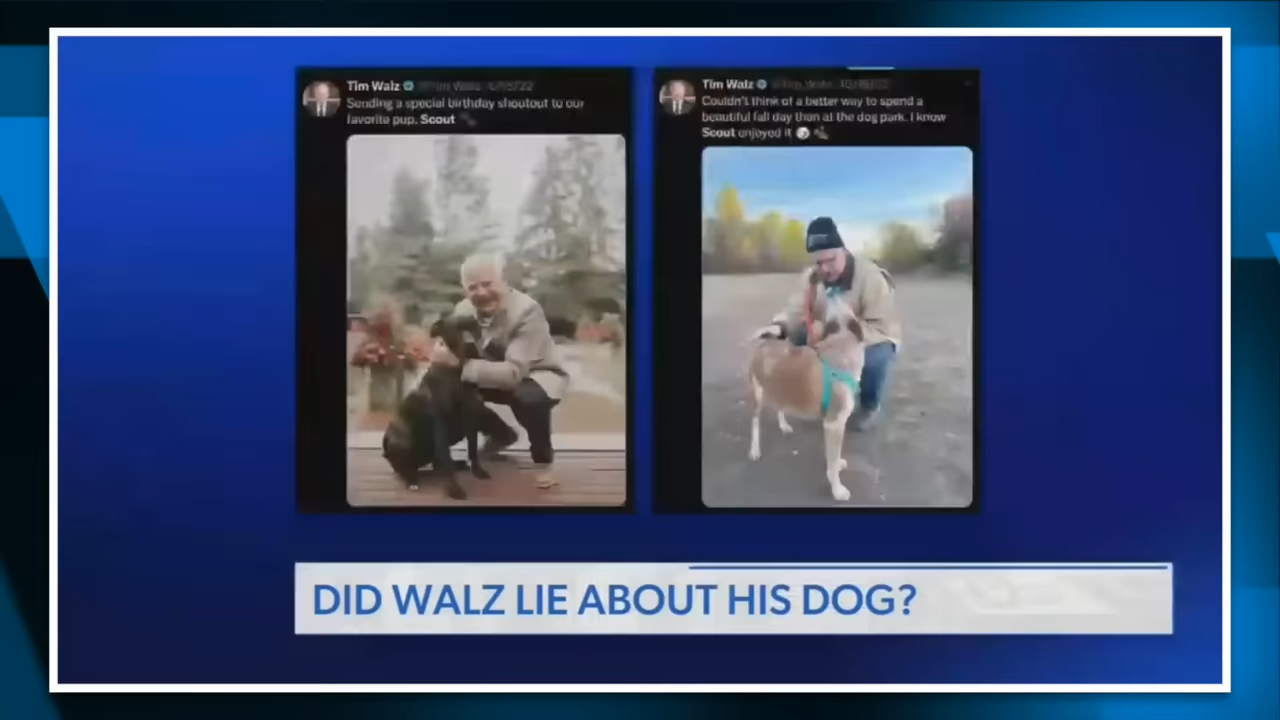 Tim Walz
Sending a special birthday shoutout to our
favorite pup, Scout
Tim Walz
Couldn't think of a better way to spend a
beautiful fall day than at the dog park. I know
Scout enjoyed it
DID WALZ LIE ABOUT HIS DOG?